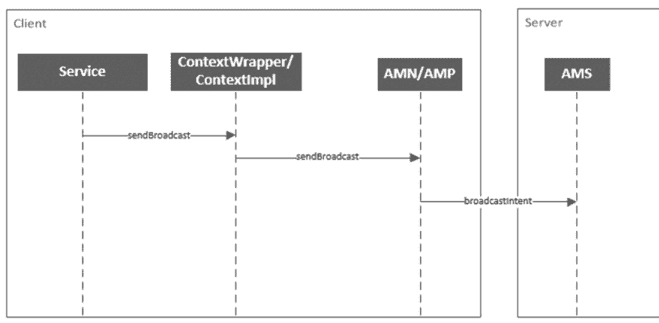 Client
Server
Service
ContextWrapper/
ContextImpl
AMN/AMP
AMS
sendBroadcast
sendBroadcast
broadcastIntent